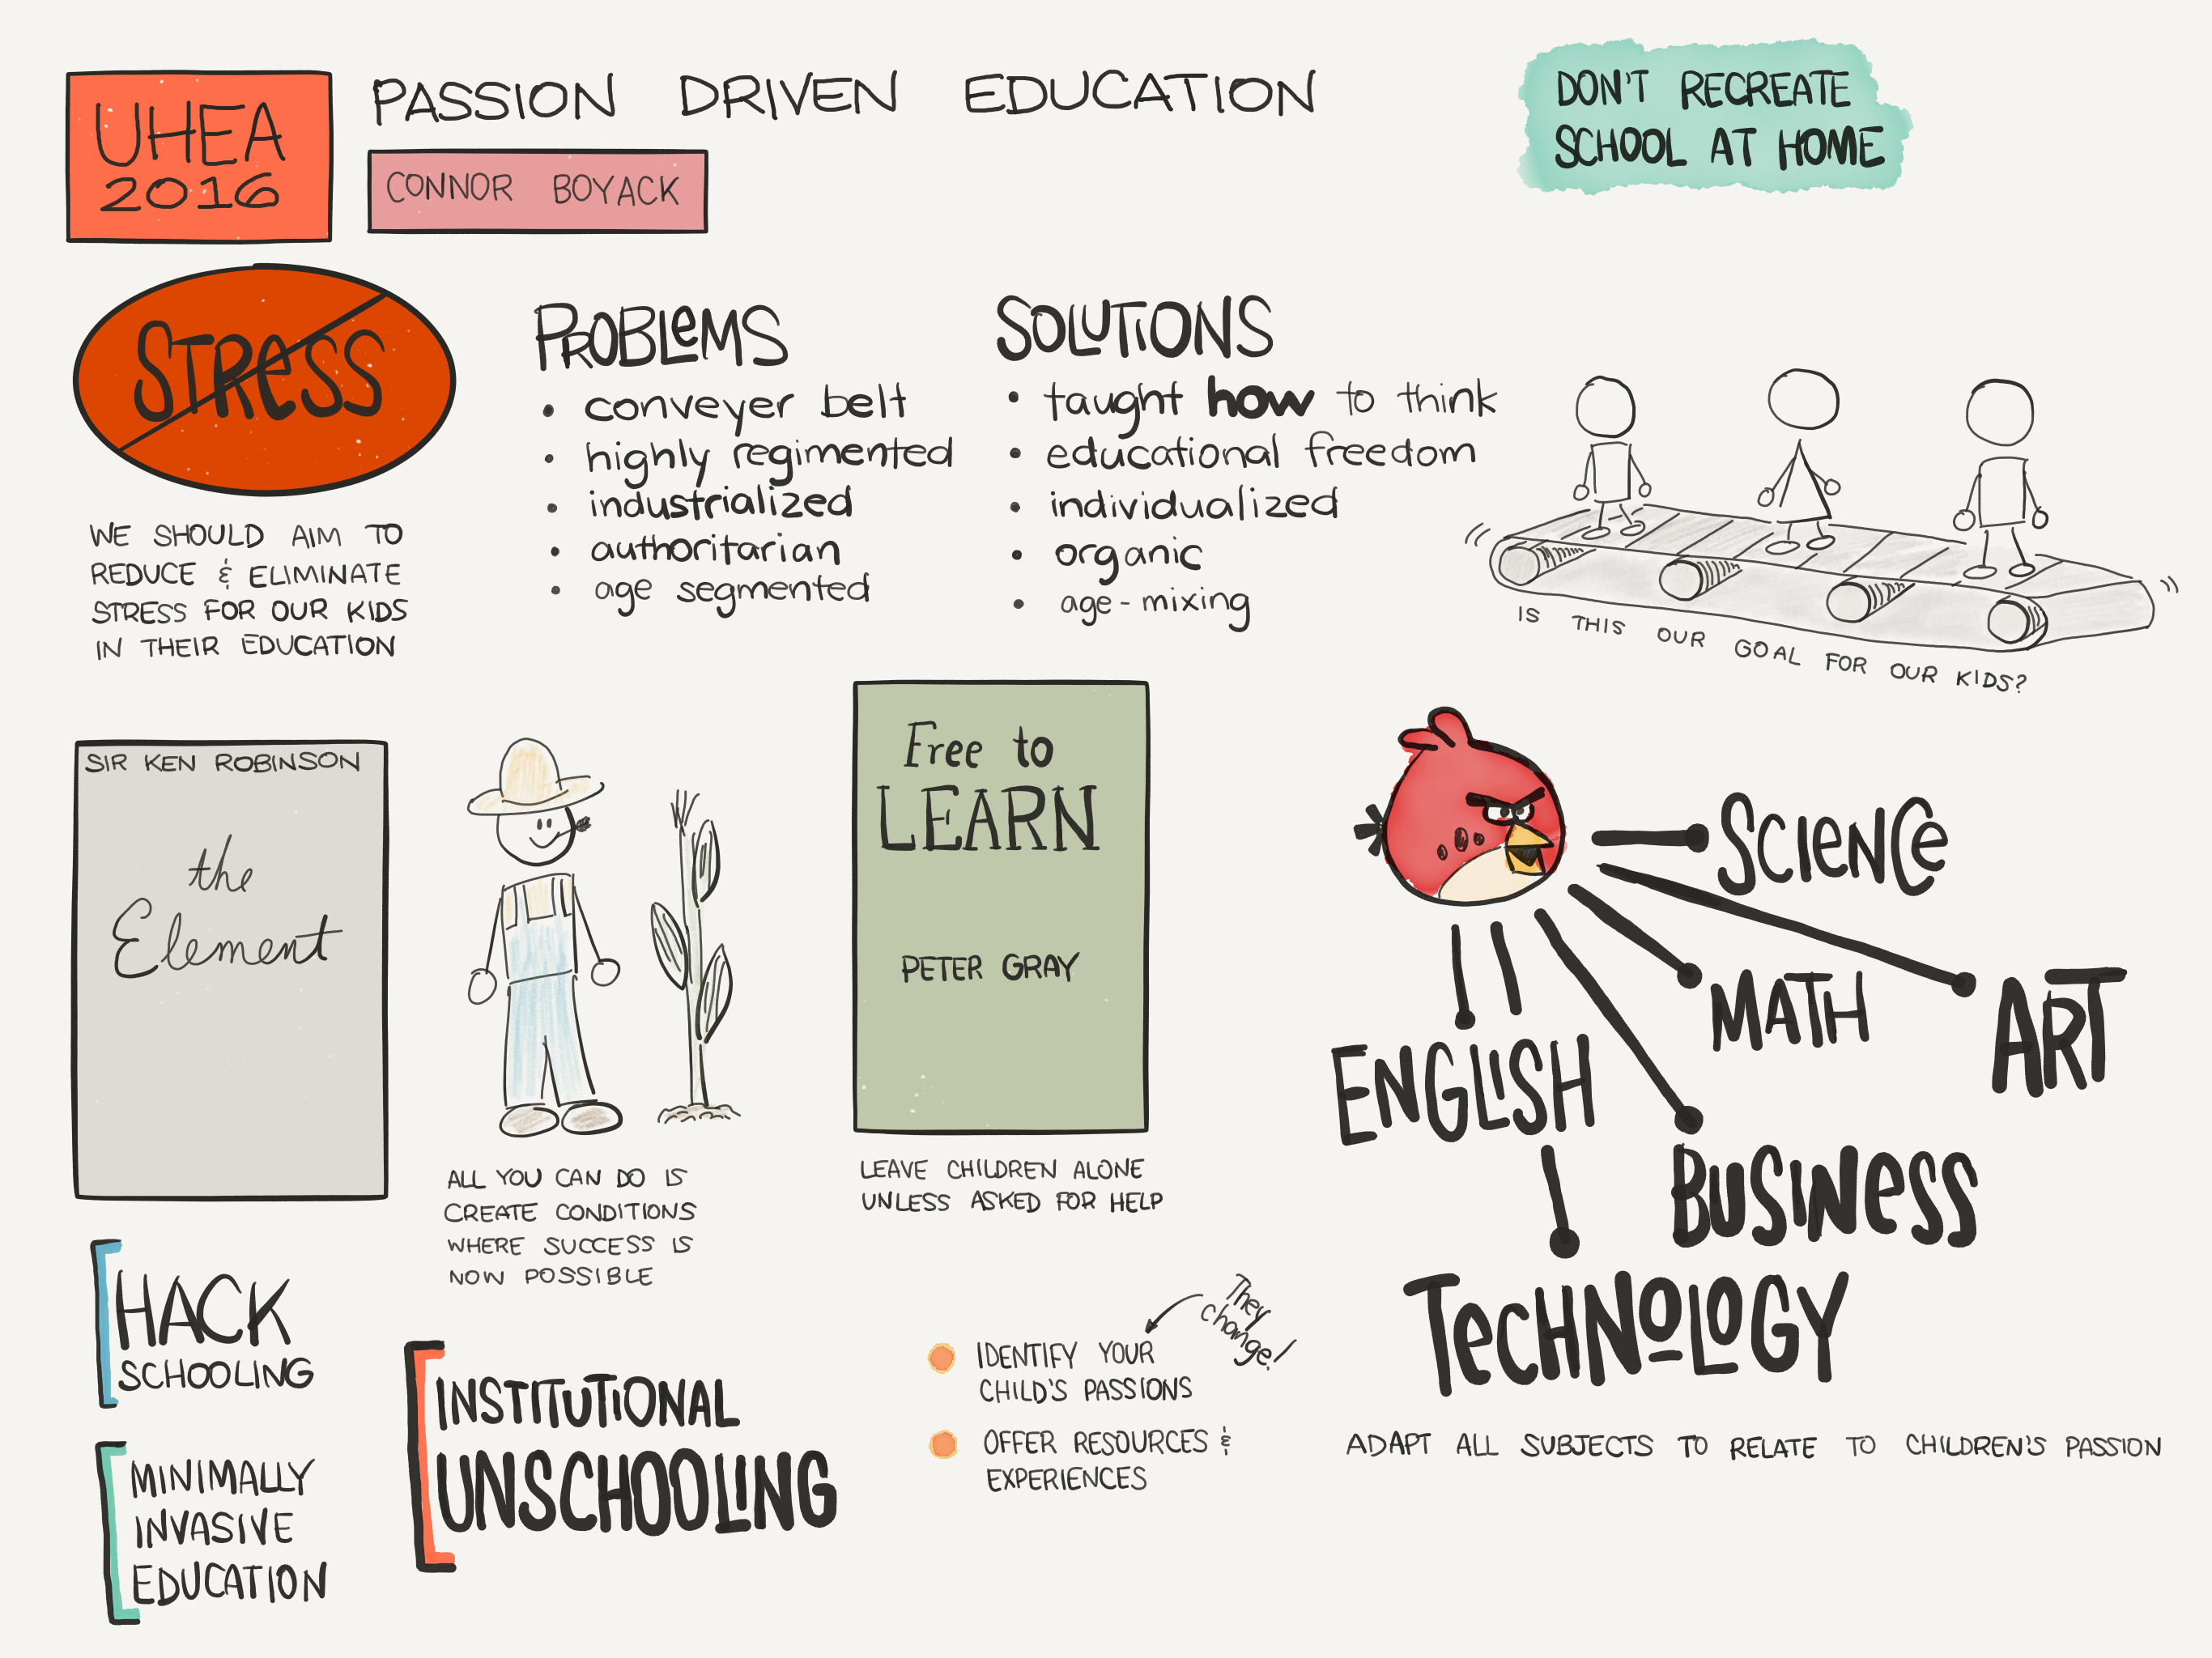 UHEA
2016
PASSION DRIVEN EDUCATION
CONNOR BOYACK
DON'T RECREATE
SCHOOL AT HOME
STRESS
WE SHOULD AIM TO
REDUCE & ELIMINATE
STRESS FOR OUR KIDS
IN THEIR EDUCATION
PROBLEMS
• conveyer belt
• highly regimented
• industrialized
• authoritarian
• age segmented
SOLUTIONS
• taught how to think
• educational freedom
• individualized
• organic
• age-mixing
IS THIS OUR GOAL FOR OUR KIDS?
SIR KEN ROBINSON
the
Element
ALL YOU CAN DO IS
CREATE CONDITIONS
WHERE SUCCESS IS
NOW POSSIBLE
Free to
LEARN
PETER GRAY
LEAVE CHILDREN ALONE
UNLESS ASKED FOR HELP
SCIENCE
MATH
ART
ENGLISH
BUSINESS
TECHNOLOGY
ADAPT ALL SUBJECTS TO RELATE TO CHILDREN'S PASSION
HACK
SCHOOLING
MINIMALLY
INVASIVE
EDUCATION
INSTITUTIONAL
UNSCHOOLING
They
change!
IDENTIFY YOUR
CHILD'S PASSIONS
OFFER RESOURCES &
EXPERIENCES